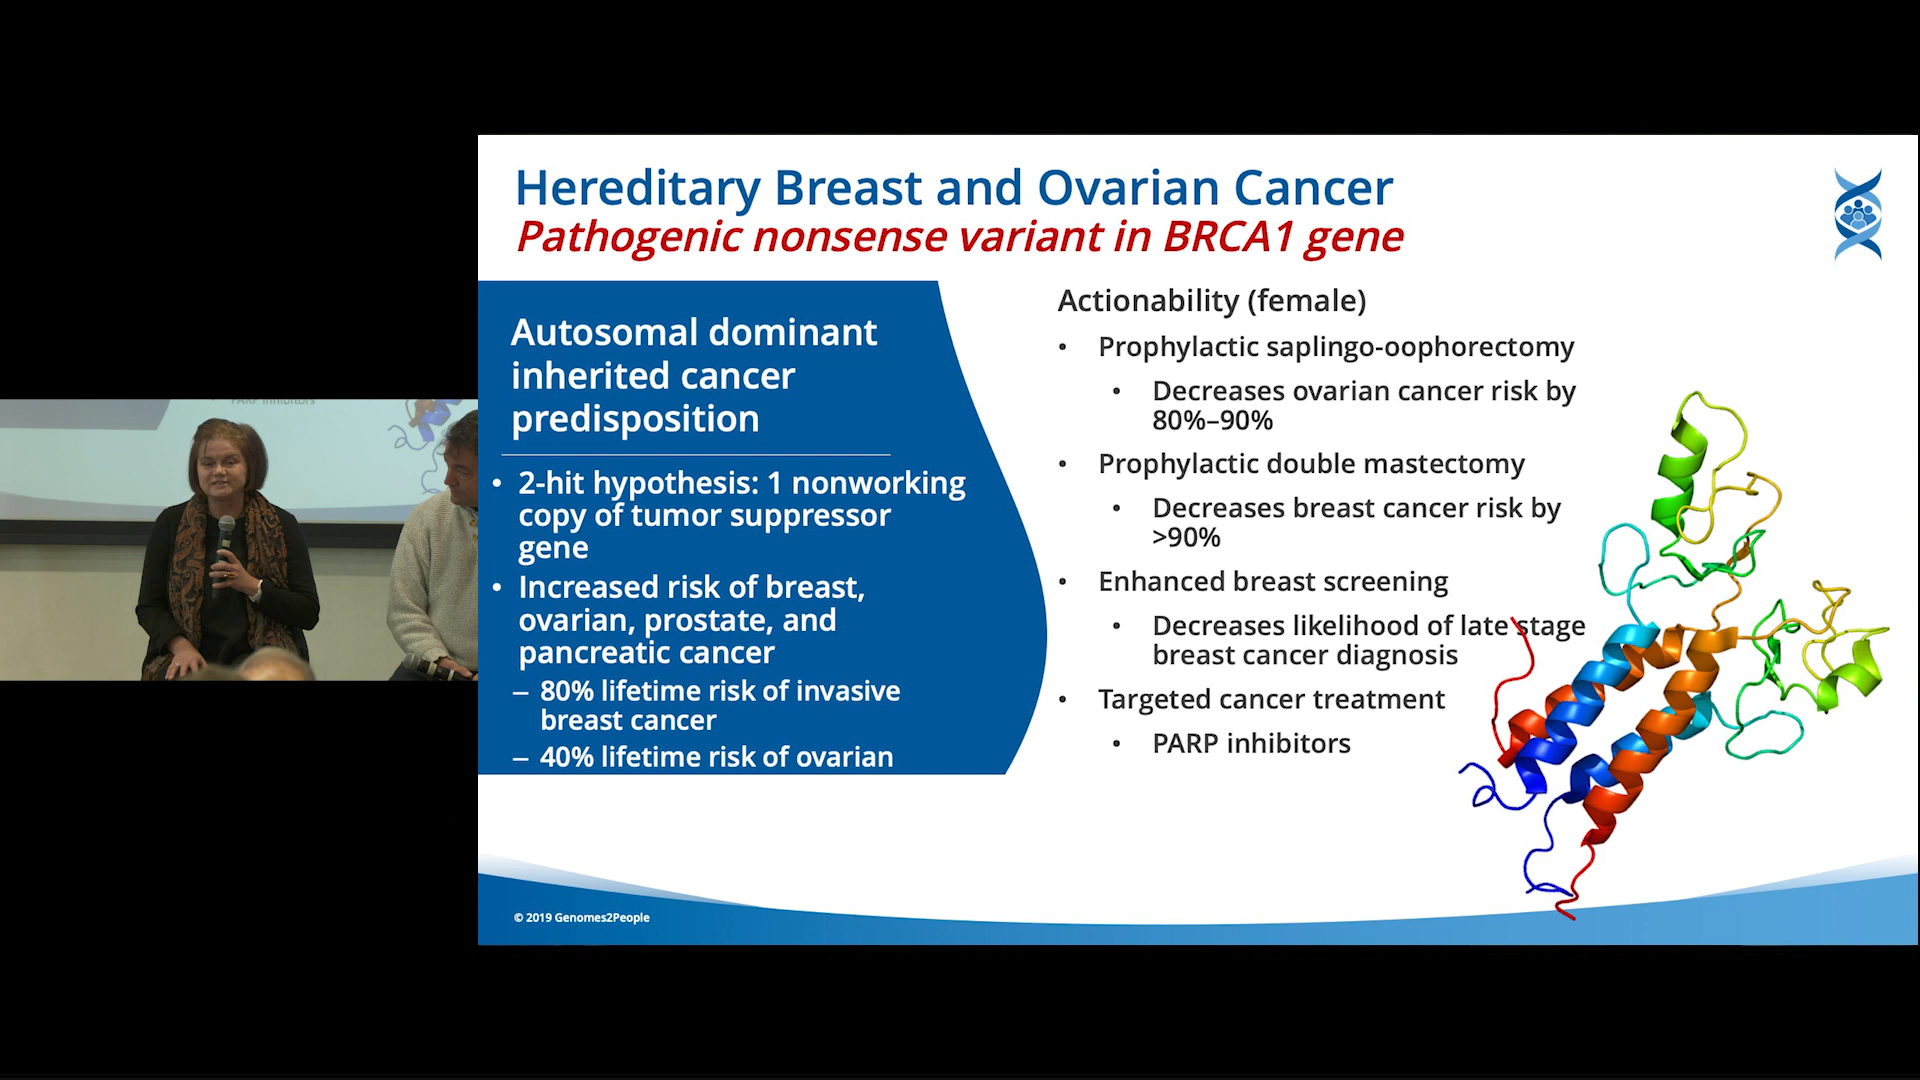 Hereditary Breast and Ovarian Cancer
Pathogenic nonsense variant in BRCA1 gene
Autosomal dominant
inherited cancer
predisposition
• 2-hit hypothesis: 1 nonworking
copy of tumor suppressor
gene
• Increased risk of breast,
ovarian, prostate, and
pancreatic cancer
– 80% lifetime risk of invasive
breast cancer
– 40% lifetime risk of ovarian
Actionability (female)
• Prophylactic saplingo-oophorectomy
• Decreases ovarian cancer risk by
80%–90%
• Prophylactic double mastectomy
• Decreases breast cancer risk by
>90%
• Enhanced breast screening
• Decreases likelihood of late stage
breast cancer diagnosis
• Targeted cancer treatment
• PARP inhibitors
© 2019 Genomes2People
PARP inhibitors